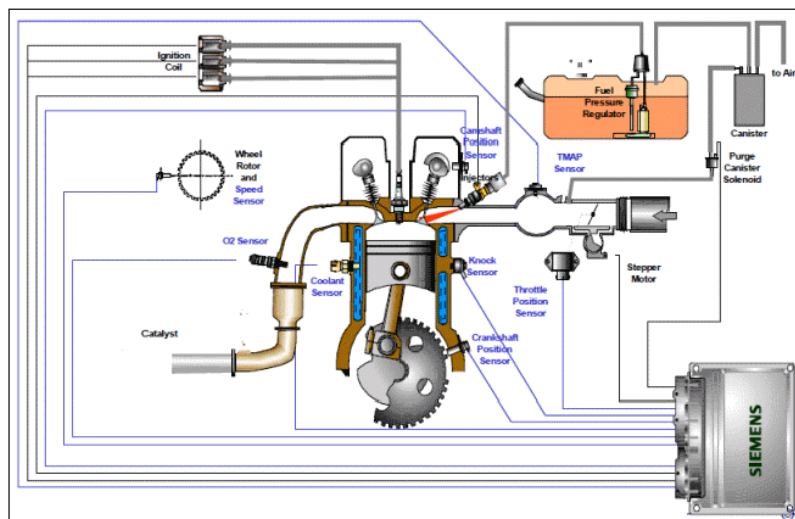 Ignition
Coil
to Air
Fuel
Pressure
Regulator
Canister
Camshaft
Position
Sensor
Injectors
TMAP
Sensor
Purge
Canister
Solenoid
Wheel
Rotor
and
Speed
Sensor
O2 Sensor
Coolant
Sensor
Knock
Sensor
Throttle
Position
Sensor
Stepper
Motor
Catalyst
Crankshaft
Position
Sensor
SIEMENS